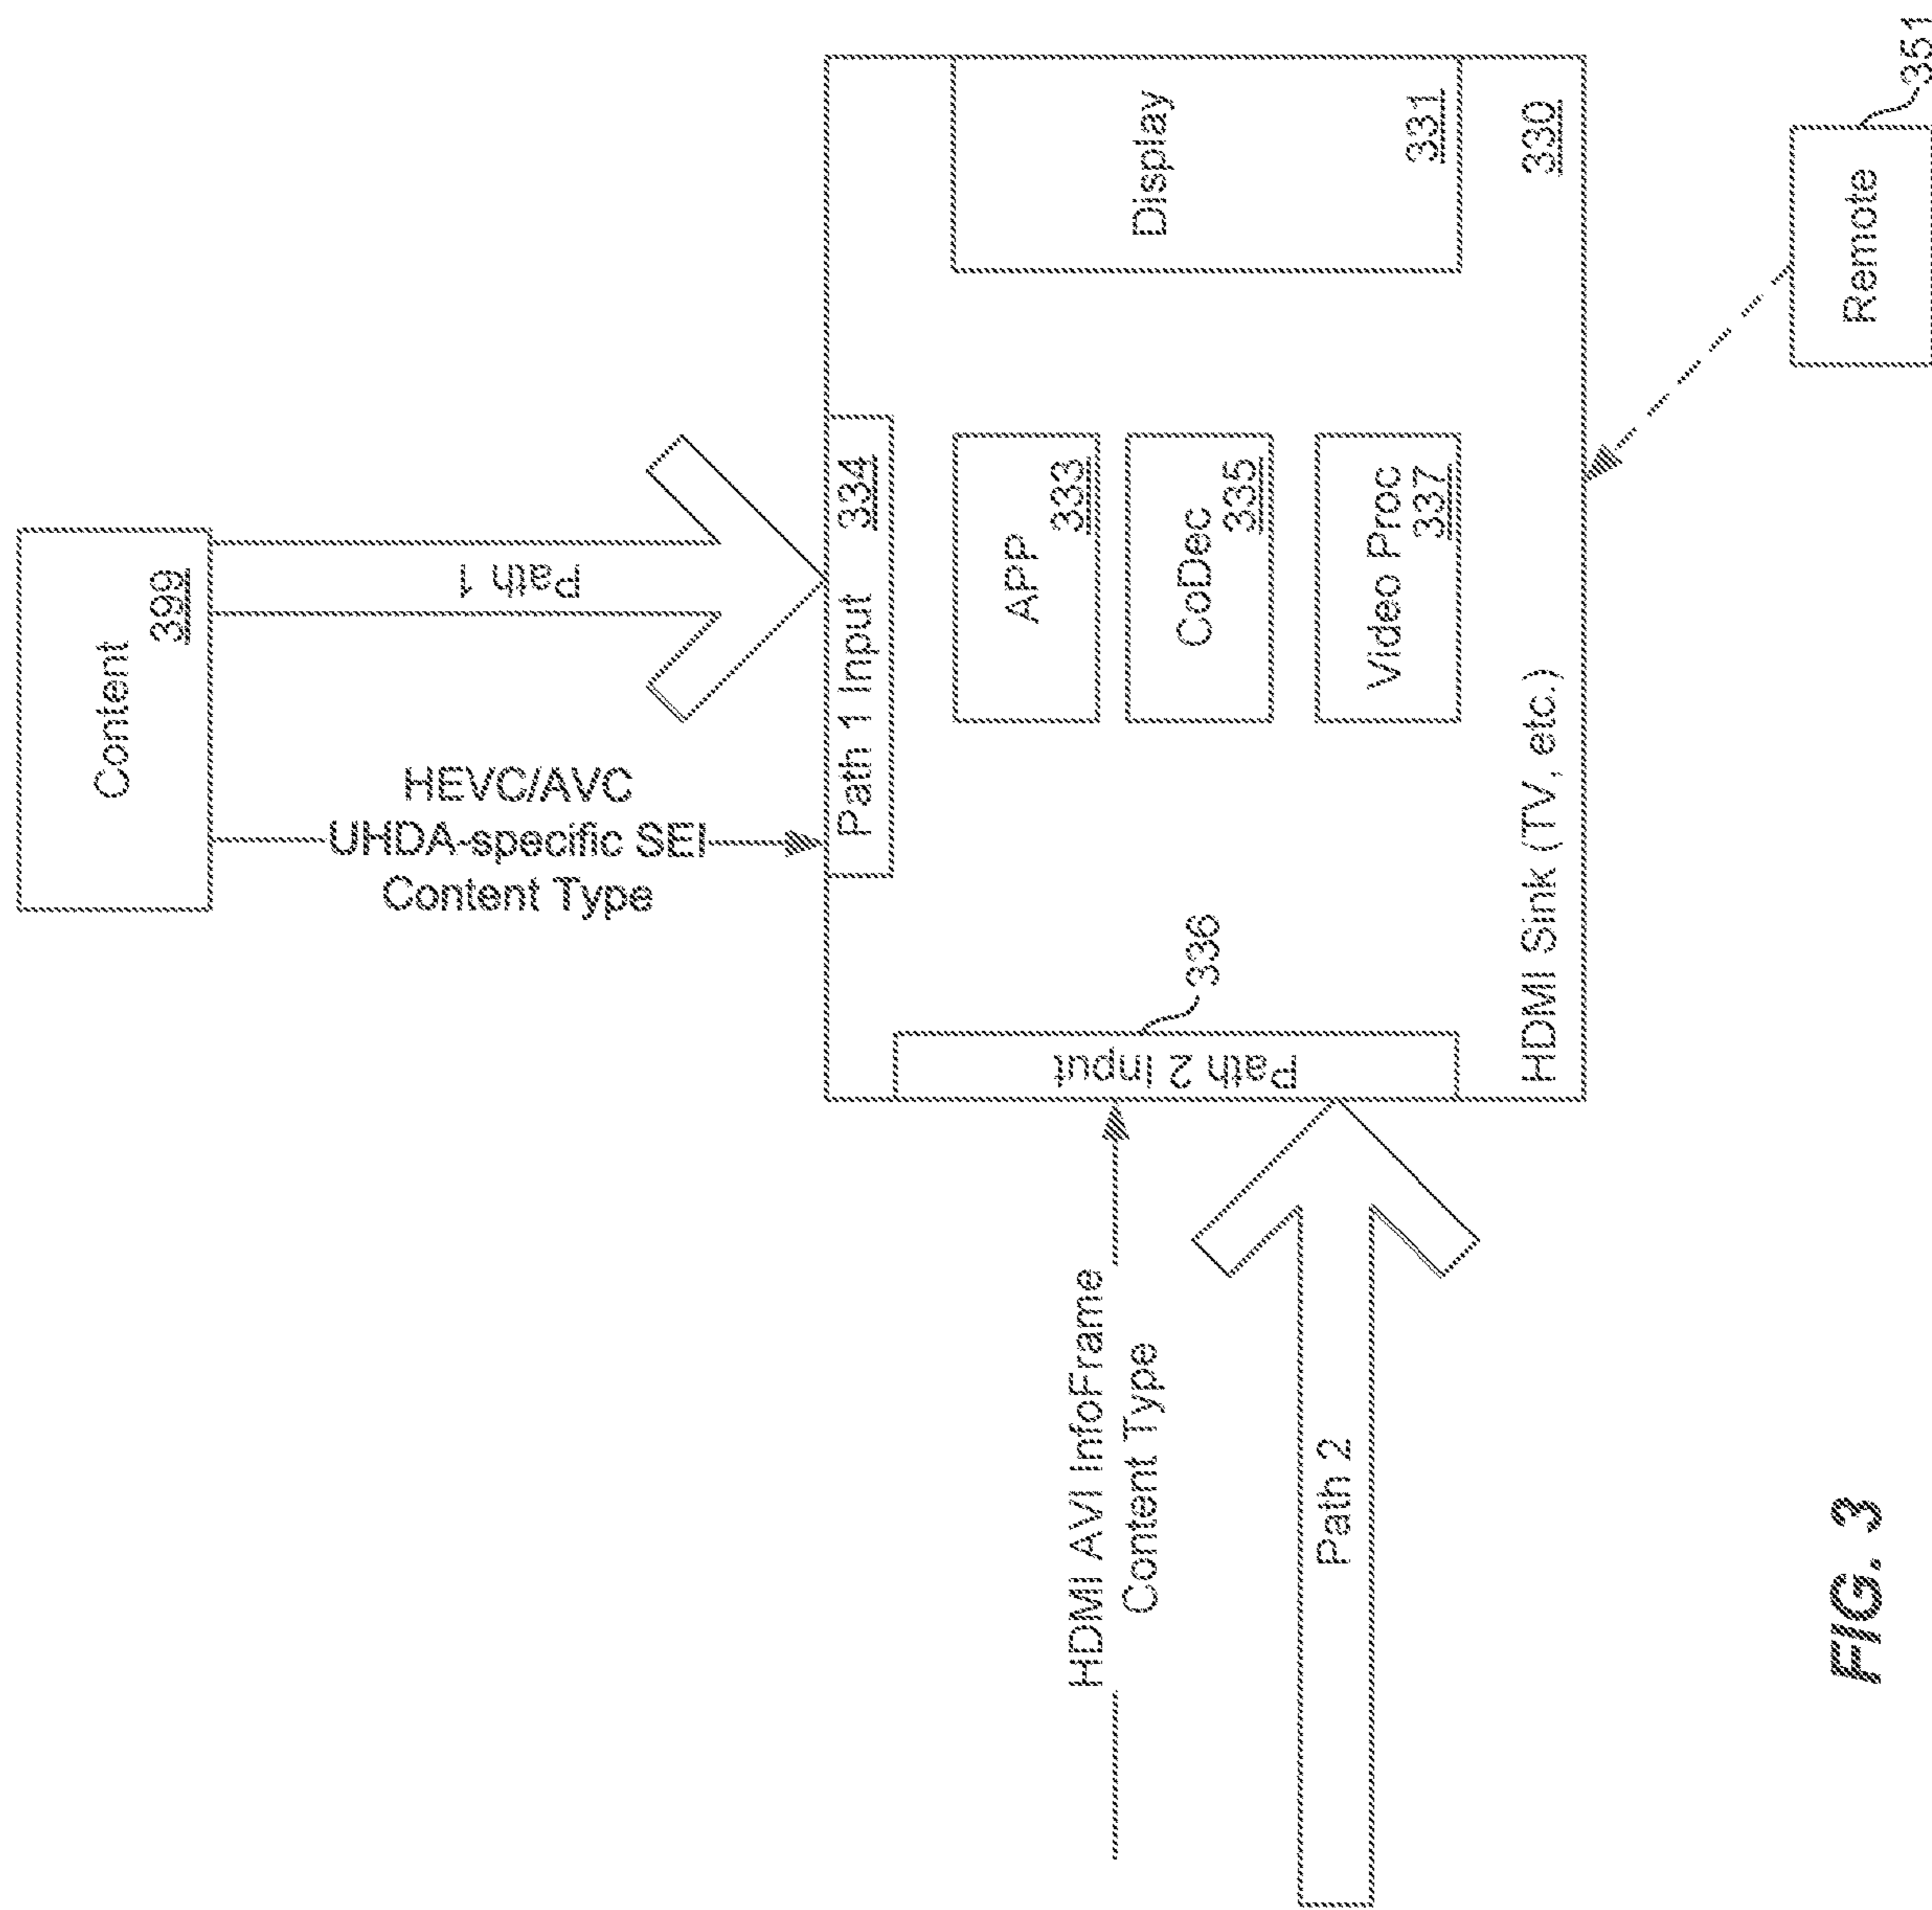 Content
399
Path 1
HEVC/AVC
UHDA-specific SEI
Content Type
Path 1 Input 334
APP
333
CoDec
335
Video Proc
337
Display
331
330
HDMI Sink (TV, etc.)
Path 2 Input
336
HDMI AVI InfoFrame
Content Type
Path 2
Remote
351
FIG. 3